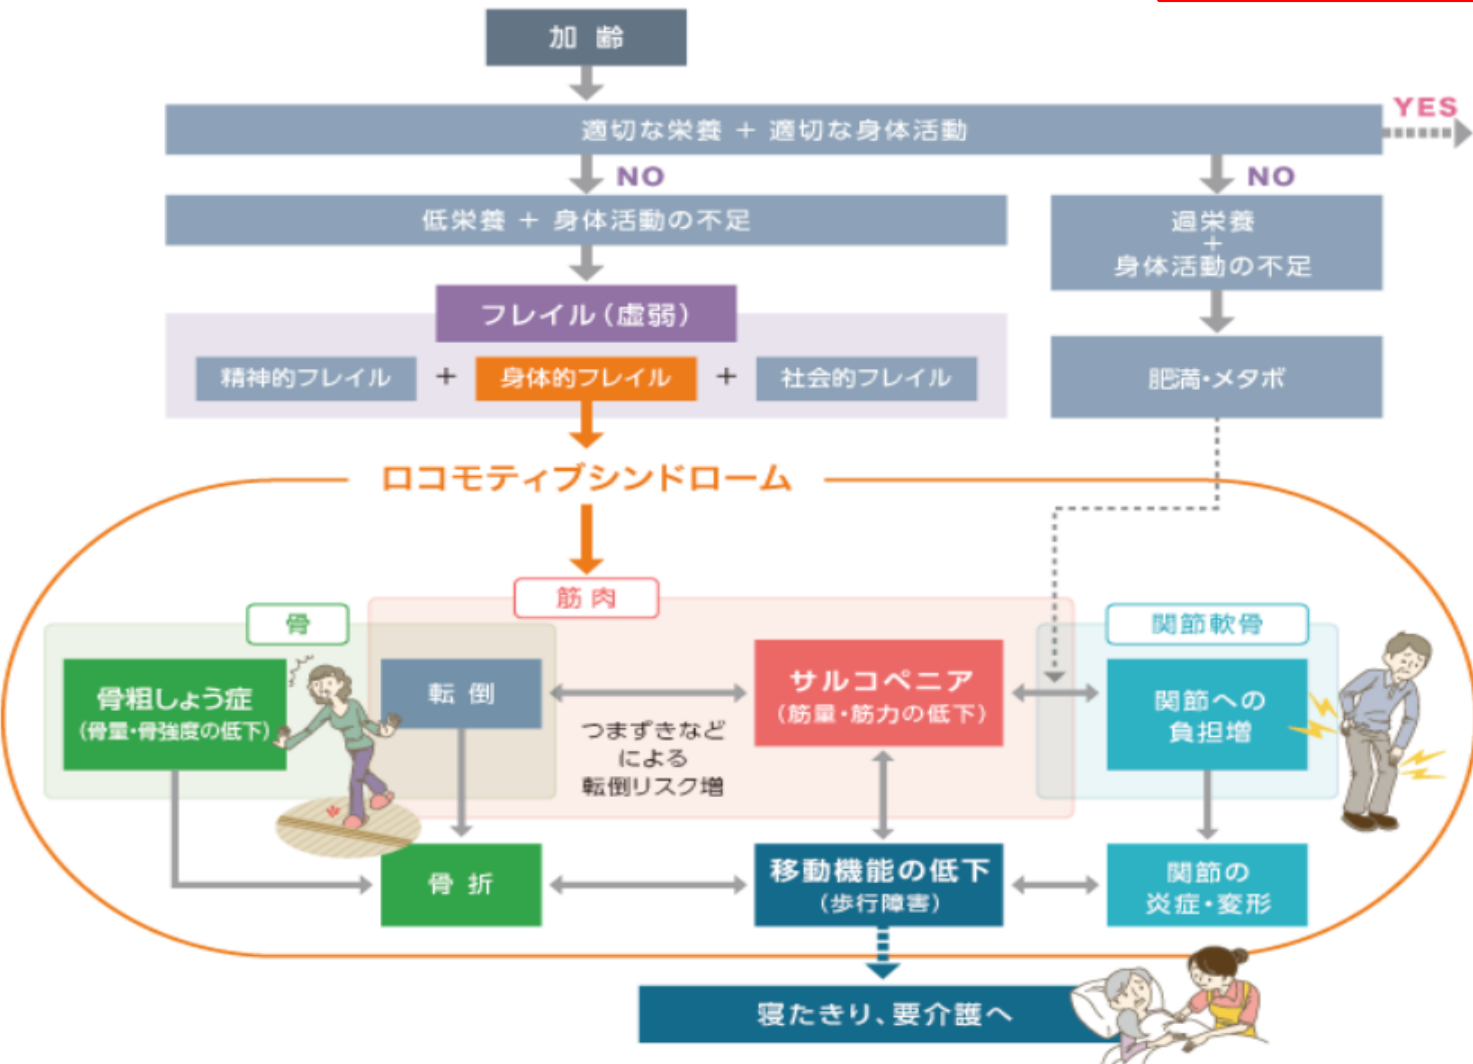 加齢
適切な栄養 + 適切な身体活動
YES
NO
NO
低栄養 + 身体活動の不足
過栄養
+
身体活動の不足
フレイル(虚弱)
精神的フレイル + 身体的フレイル + 社会的フレイル
肥満・メタボ
ロコモティブシンドローム
筋肉
骨
関節軟骨
骨粗しょう症
(骨量・骨強度の低下)
転倒
つまずきなど
による
転倒リスク増
サルコペニア
(筋量・筋力の低下)
関節への
負担増
骨折
移動機能の低下
(歩行障害)
関節の
炎症・変形
寝たきり、要介護へ